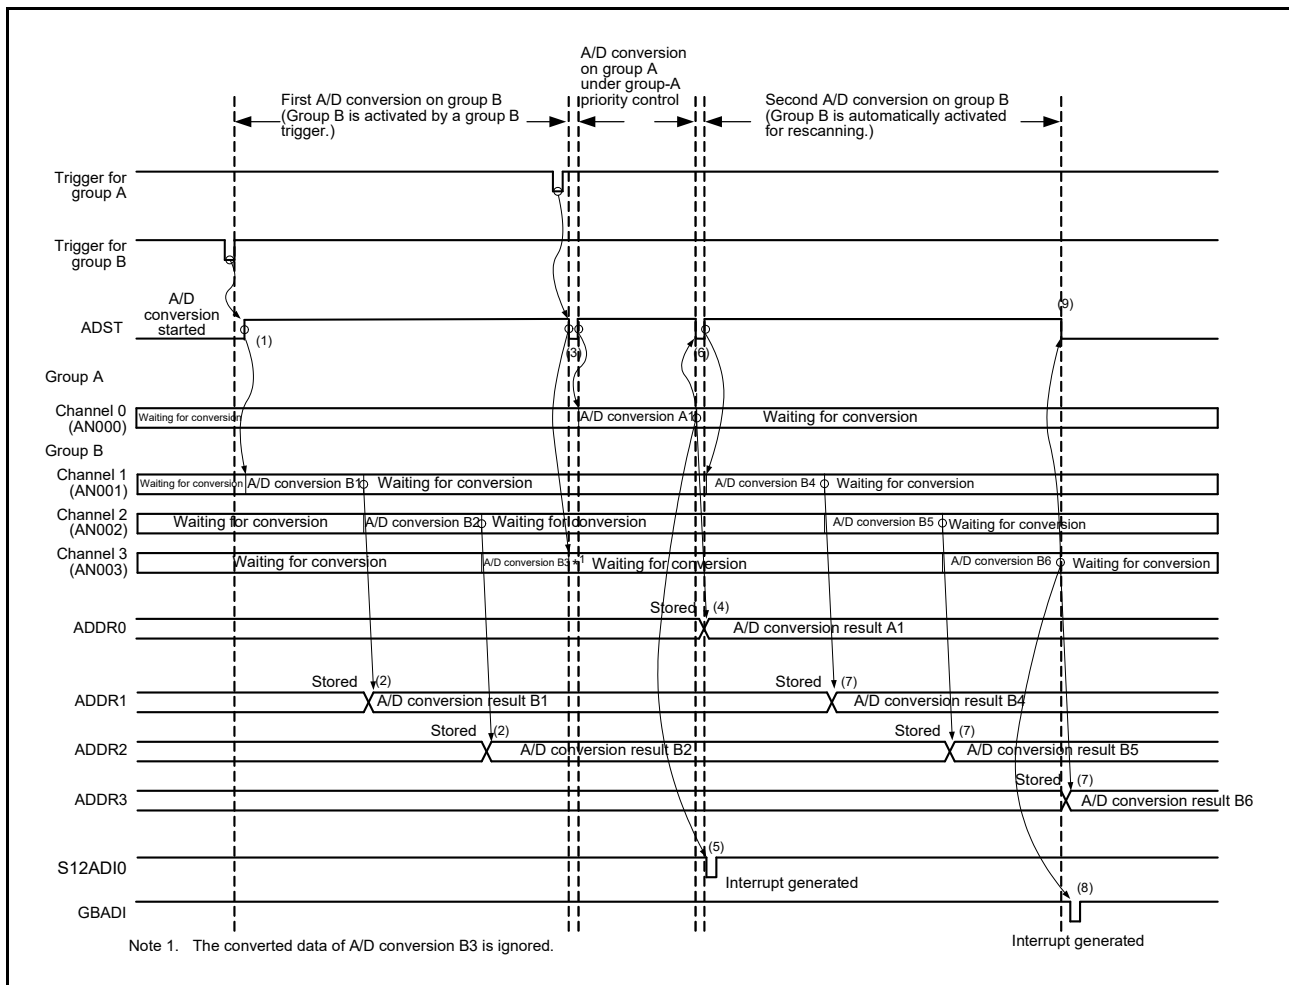 A/D conversion
on group A
under group-A
priority control
First A/D conversion on group B
(Group B is activated by a group B
trigger.)
Second A/D conversion on group B
(Group B is automatically activated
for rescanning.)
Trigger for
group A
Trigger for
group B
A/D
conversion
started
ADST
(1)
(3)
(6)
(9)
Group A
Channel 0
(AN000)
Waiting for conversion
A/D conversion A1
Waiting for conversion
Group B
Channel 1
(AN001)
Waiting for conversion
A/D conversion B1
Waiting for conversion
A/D conversion B4
Waiting for conversion
Channel 2
(AN002)
Waiting for conversion
A/D conversion B2
Waiting for conversion
A/D conversion B5
Waiting for conversion
Channel 3
(AN003)
Waiting for conversion
A/D conversion B3 *1
Waiting for conversion
A/D conversion B6
Waiting for conversion
ADDR0
Stored
(4)
A/D conversion result A1
ADDR1
Stored
(2)
A/D conversion result B1
Stored
(7)
A/D conversion result B4
ADDR2
Stored
(2)
A/D conversion result B2
Stored
(7)
A/D conversion result B5
ADDR3
Stored
(7)
A/D conversion result B6
S12ADI0
(5)
Interrupt generated
GBADI
(8)
Interrupt generated
Note 1. The converted data of A/D conversion B3 is ignored.